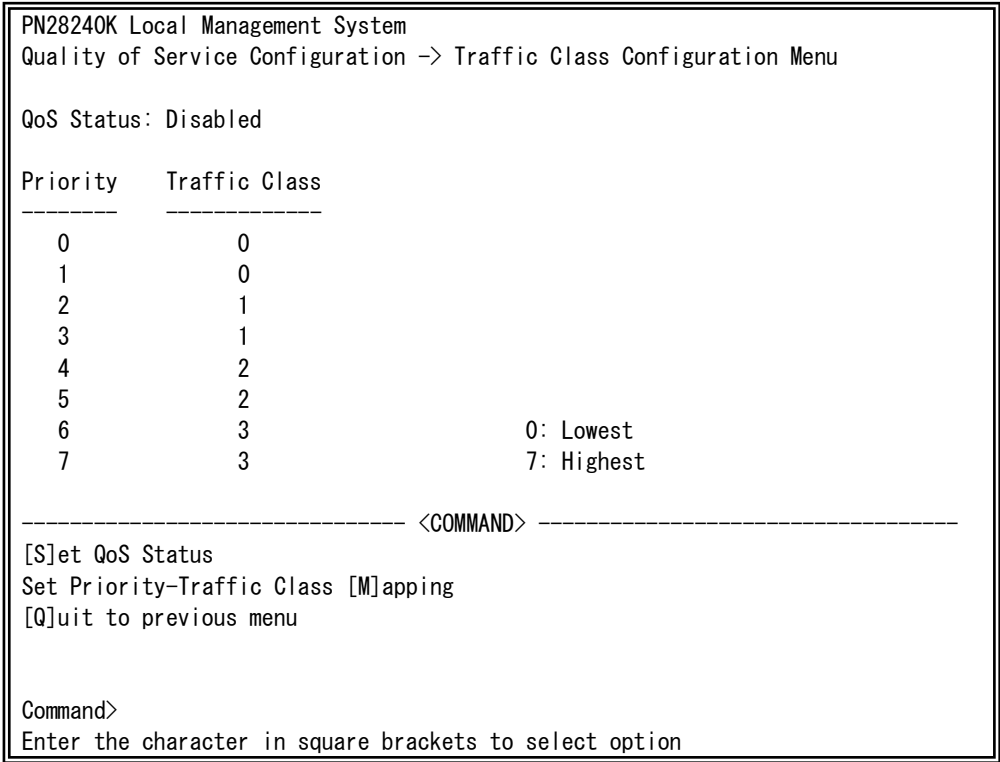 PN28240K Local Management System
Quality of Service Configuration -> Traffic Class Configuration Menu
QoS Status: Disabled
Priority Traffic Class
-------- -------------
0 0
1 0
2 1
3 1
4 2
5 2
6 3 0: Lowest
7 3 7: Highest
-------------------------------- <COMMAND> -----------------------------------
[S]et QoS Status
Set Priority-Traffic Class [M]apping
[Q]uit to previous menu
Command>
Enter the character in square brackets to select option